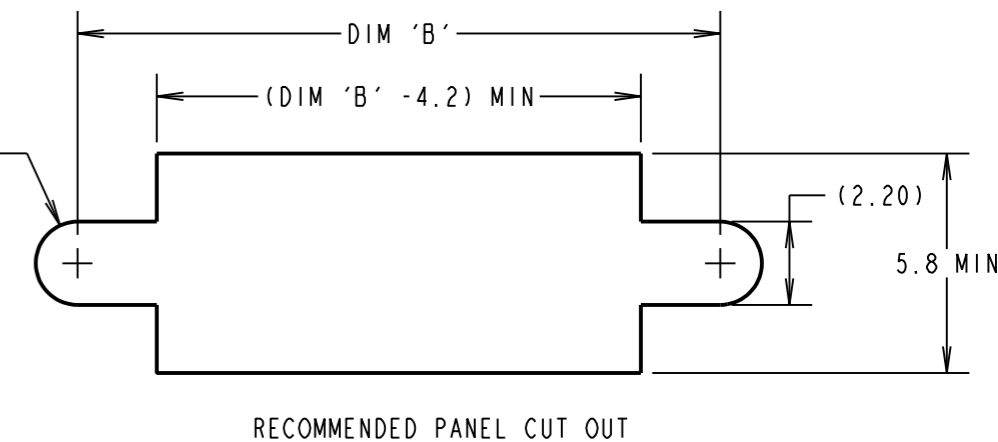 DIM 'B'
(DIM 'B' -4.2) MIN
(2.20)
5.8 MIN
RECOMMENDED PANEL CUT OUT